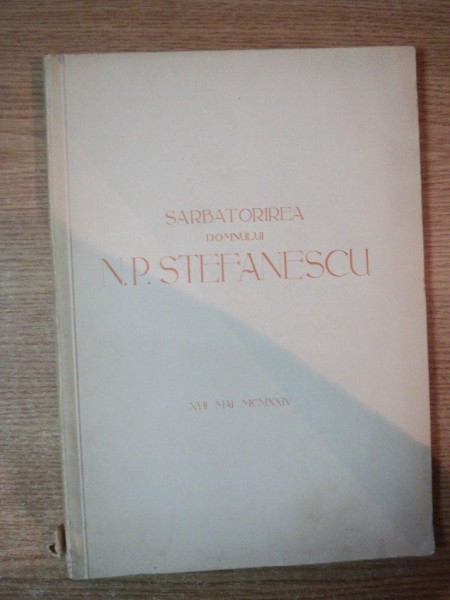 SARBATORIREA
DOMNULUI
N.P. STEFANESCU
XVII MAI MCMXXIV